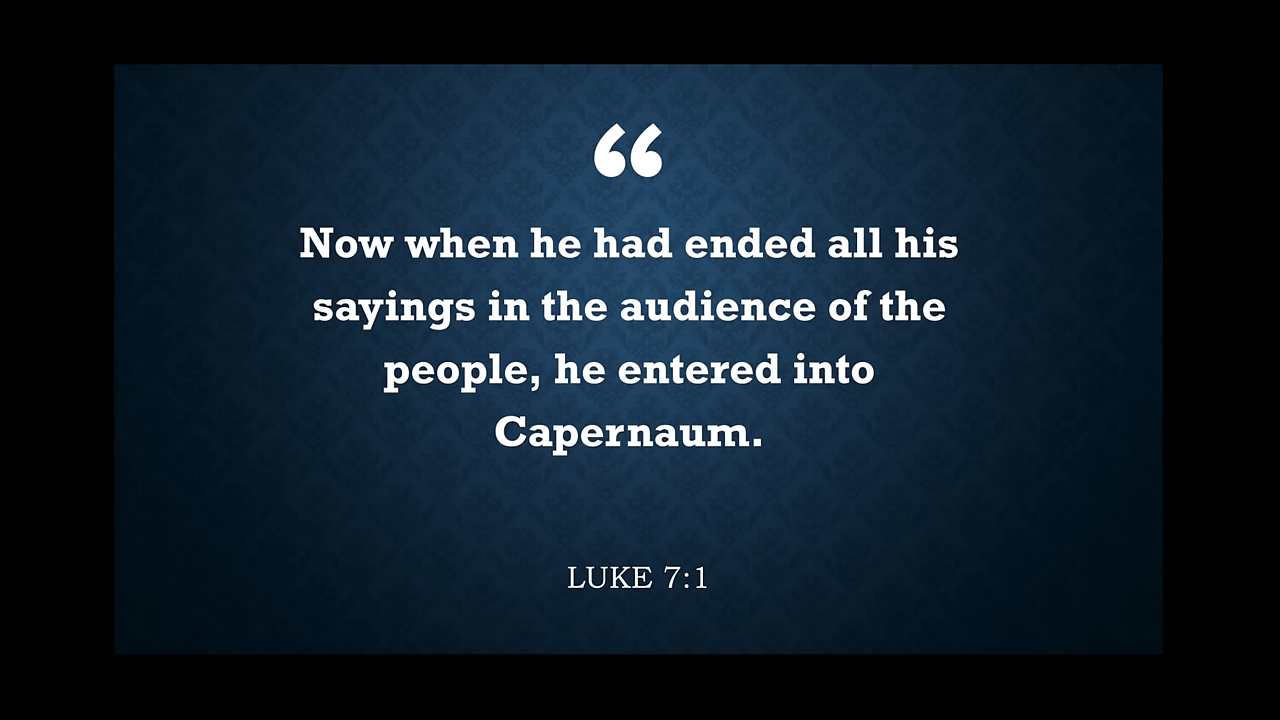 “
Now when he had ended all his
sayings in the audience of the
people, he entered into
Capernaum.
LUKE 7:1